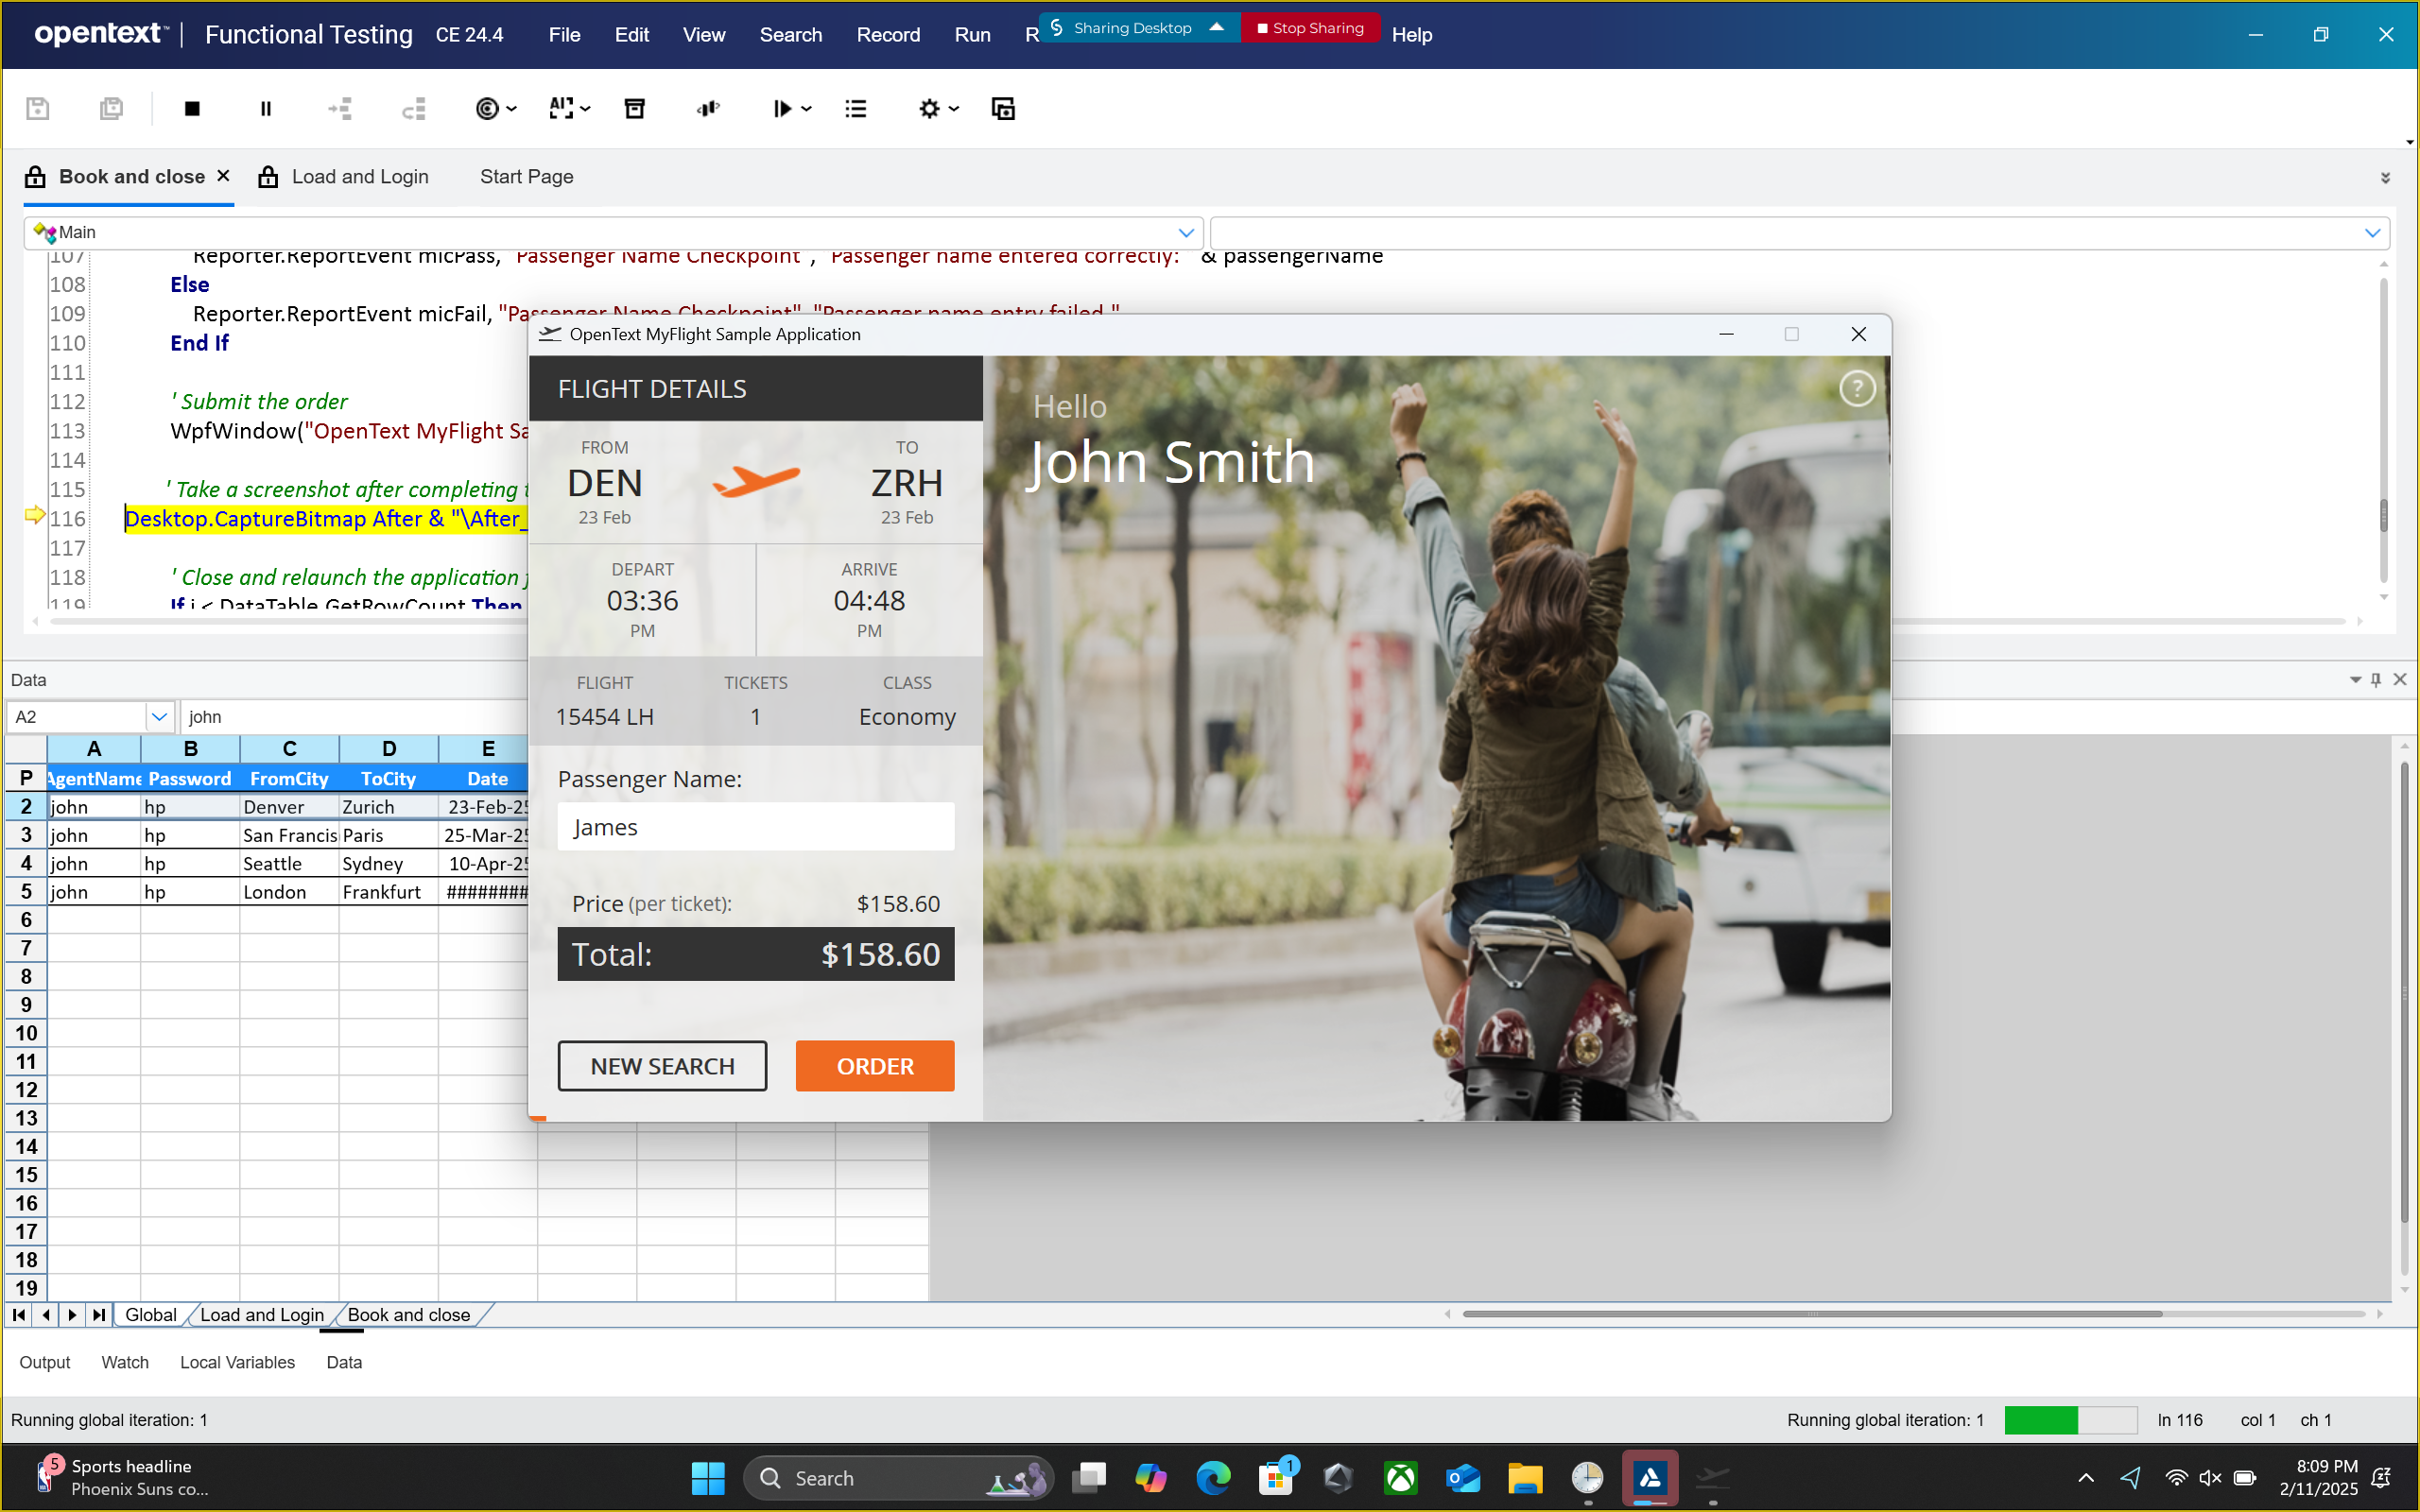 opentext™ | Functional Testing CE 24.4 File Edit View Search Record Run R Sharing Desktop Stop Sharing Help
Book and close Load and Login Start Page
Main
107 Reporter.ReportEvent micPass, "Passenger Name Checkpoint", "Passenger name entered correctly: " & passengerName
108 Else
109 Reporter.ReportEvent micFail, "Passenger Name Checkpoint", "Passenger name entry failed."
110 End If
111
112 ' Submit the order
113 WpfWindow("OpenText MyFlight Sa
114
115 ' Take a screenshot after completing t
116 Desktop.CaptureBitmap After & "\After_
117
118 ' Close and relaunch the application f
119 If i < DataTable.GetRowCount Then
OpenText MyFlight Sample Application
FLIGHT DETAILS
FROM TO
DEN ZRH
23 Feb 23 Feb
DEPART ARRIVE
03:36 04:48
PM PM
FLIGHT TICKETS CLASS
15454 LH 1 Economy
Passenger Name:
James
Price (per ticket): $158.60
Total: $158.60
NEW SEARCH ORDER
Hello
John Smith
?
Data
A2 john
A B C D E
P AgentName Password FromCity ToCity Date
2 john hp Denver Zurich 23-Feb-25
3 john hp San Francis Paris 25-Mar-25
4 john hp Seattle Sydney 10-Apr-25
5 john hp London Frankfurt ########
6
7
8
9
10
11
12
13
14
15
16
17
18
19
Global Load and Login Book and close
Output Watch Local Variables Data
Running global iteration: 1 Running global iteration: 1 ln 116 col 1 ch 1
5 Sports headline
Phoenix Suns co...
Search
1
8:09 PM
2/11/2025